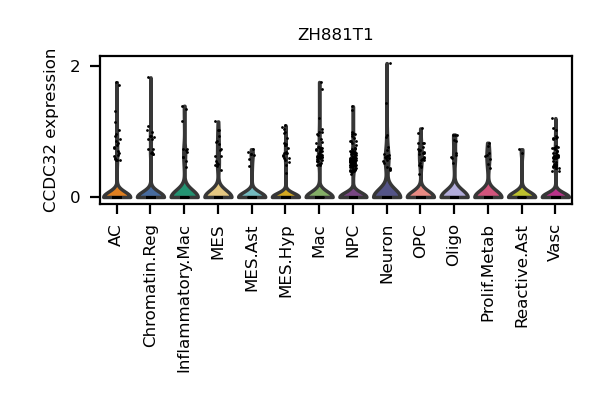 ZH881T1
CCDC32 expression
2
0
AC
Chromatin.Reg
Inflammatory.Mac
MES
MES.Ast
MES.Hyp
Mac
NPC
Neuron
OPC
Oligo
Prolif.Metab
Reactive.Ast
Vasc